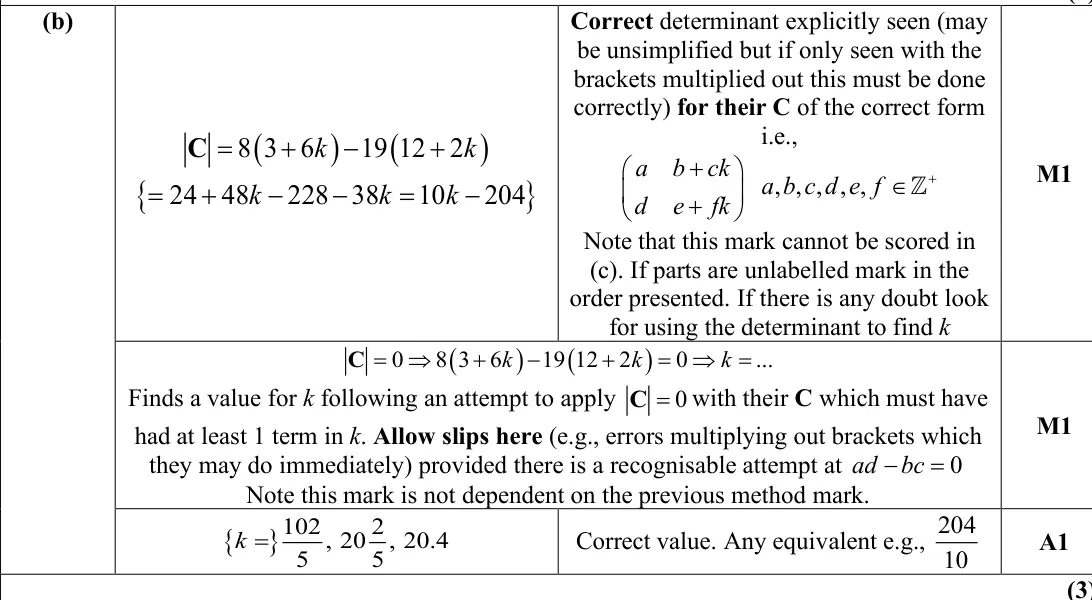 (b)
|C| = 8(3 + 6k) − 19(12 + 2k)
{= 24 + 48k − 228 − 38k = 10k − 204}
Correct determinant explicitly seen (may
be unsimplified but if only seen with the
brackets multiplied out this must be done
correctly) for their C of the correct form
i.e.,
(a b + ck
d e + fk) a, b, c, d, e, f ∈ ℤ⁺
Note that this mark cannot be scored in
(c). If parts are unlabelled mark in the
order presented. If there is any doubt look
for using the determinant to find k
M1
|C| = 0 ⇒ 8(3 + 6k) − 19(12 + 2k) = 0 ⇒ k = ...
Finds a value for k following an attempt to apply |C| = 0 with their C which must have
had at least 1 term in k. Allow slips here (e.g., errors multiplying out brackets which
they may do immediately) provided there is a recognisable attempt at ad − bc = 0
Note this mark is not dependent on the previous method mark.
M1
{k =} 102/5, 20 2/5, 20.4
Correct value. Any equivalent e.g., 204/10
A1
(3)